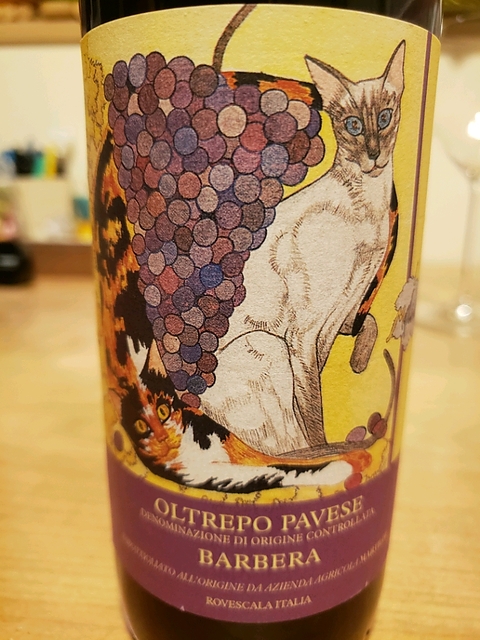 OLTREPO PAVESE
DENOMINAZIONE DI ORIGINE CONTROLLATA
BARBERA
ALL'ORIGINE DA AZIENDA AGRICOLA
ROVESCALA ITALIA